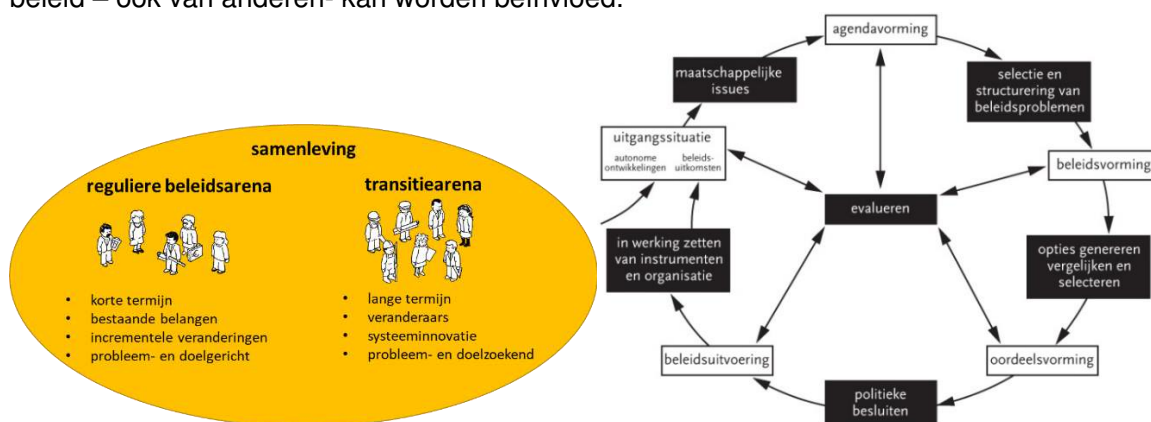 beleid – ook van anderen- kan worden beïnvloed.
samenleving
reguliere beleidsarena
• korte termijn
• bestaande belangen
• incrementele veranderingen
• probleem- en doelgericht
transitiearena
• lange termijn
• veranderaars
• systeeminnovatie
• probleem- en doelzoekend
agendavorming
selectie en
structurering van
beleidsproblemen
beleidsvorming
opties genereren
vergelijken en
selecteren
oordeelsvorming
politieke
besluiten
beleidsuitvoering
in werking zetten
van instrumenten
en organisatie
uitgangssituatie
autonome
ontwikkelingen
beleids-
uitkomsten
maatschappelijke
issues
evalueren